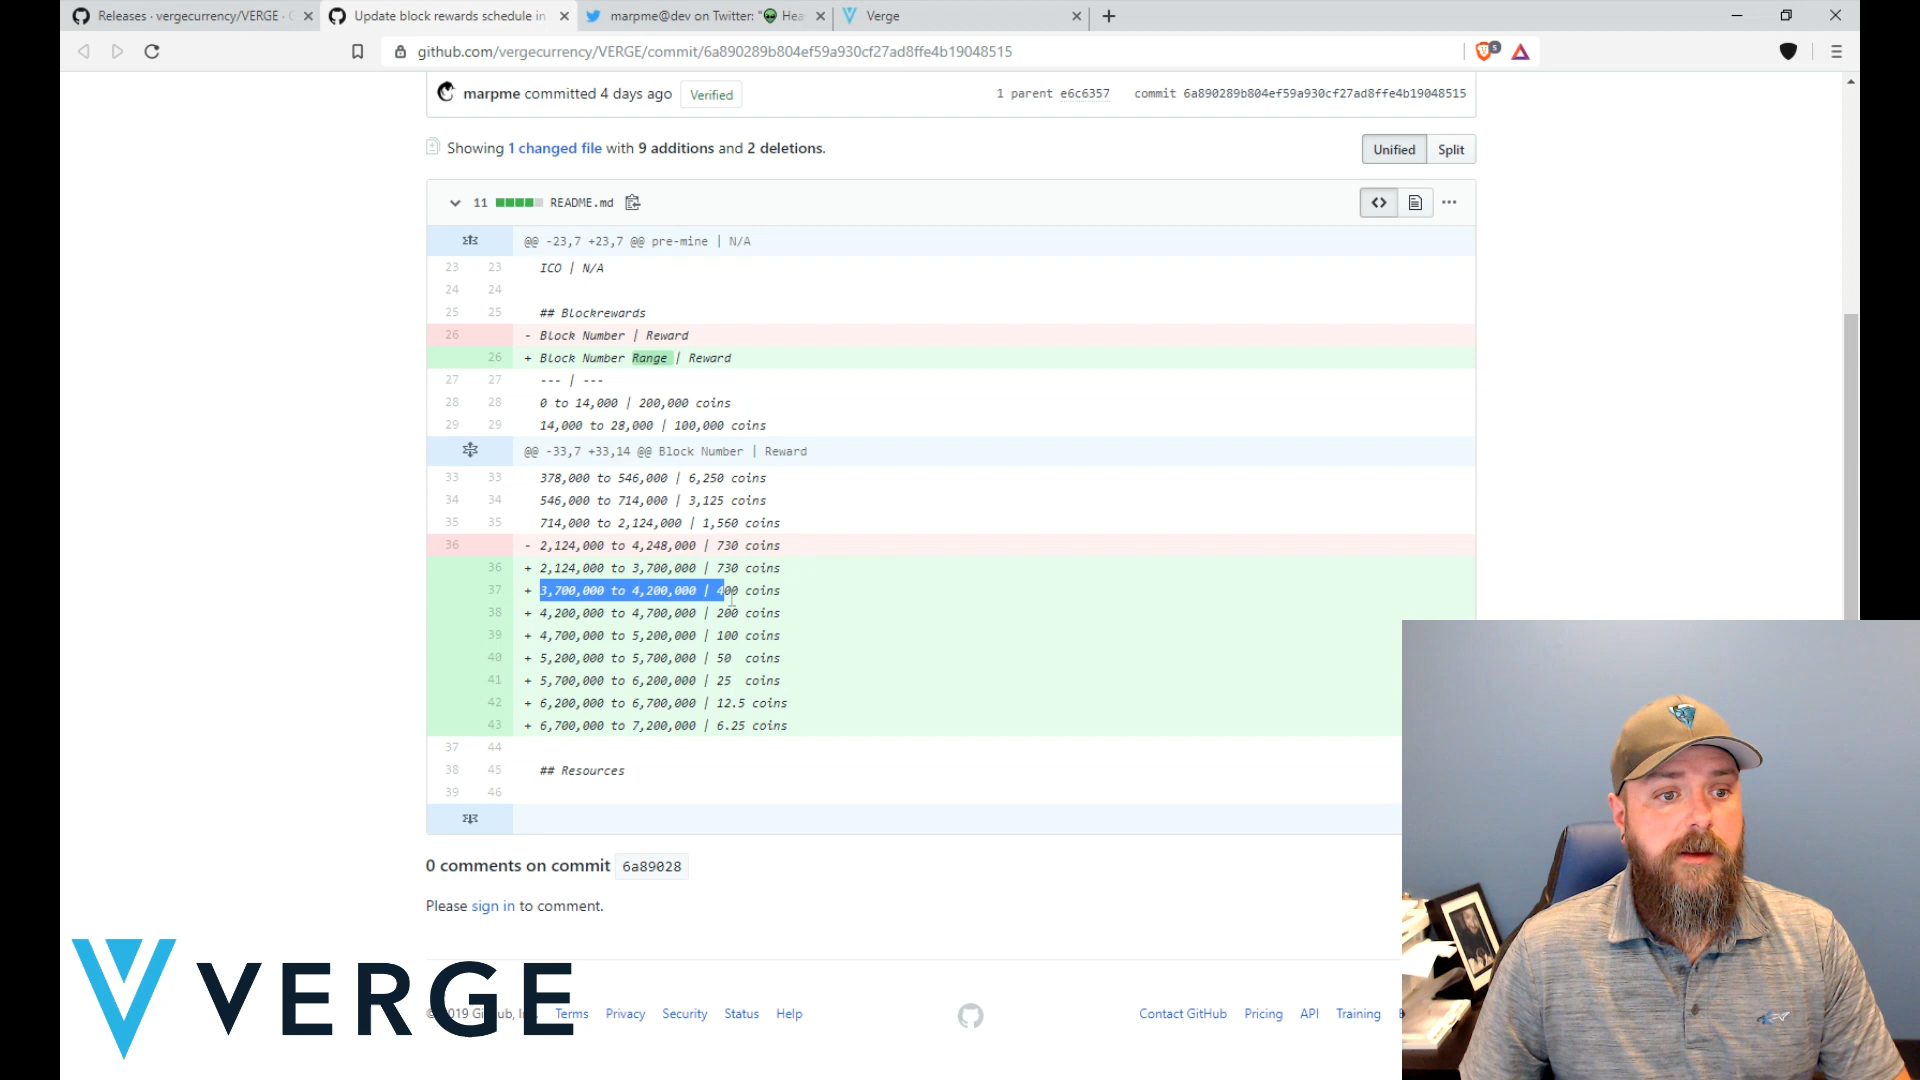 Releases · vergecurrency/VERGE ·
Update block rewards schedule in
marpme@dev on Twitter: "👽 Hea
Verge
github.com/vergecurrency/VERGE/commit/6a890289b804ef59a930cf27ad8ffe4b19048515
5
marpme committed 4 days ago Verified
1 parent e6c6357 commit 6a890289b804ef59a930cf27ad8ffe4b19048515
Showing 1 changed file with 9 additions and 2 deletions.
Unified Split
11 README.md
@@ -23,7 +23,7 @@ pre-mine | N/A
23 23 ICO | N/A
24 24
25 25 ## Blockrewards
26 - Block Number | Reward
26 + Block Number Range | Reward
27 27 --- | ---
28 28 0 to 14,000 | 200,000 coins
29 29 14,000 to 28,000 | 100,000 coins
@@ -33,7 +33,14 @@ Block Number | Reward
33 33 378,000 to 546,000 | 6,250 coins
34 34 546,000 to 714,000 | 3,125 coins
35 35 714,000 to 2,124,000 | 1,560 coins
36 - 2,124,000 to 4,248,000 | 730 coins
36 + 2,124,000 to 3,700,000 | 730 coins
37 + 3,700,000 to 4,200,000 | 400 coins
38 + 4,200,000 to 4,700,000 | 200 coins
39 + 4,700,000 to 5,200,000 | 100 coins
40 + 5,200,000 to 5,700,000 | 50  coins
41 + 5,700,000 to 6,200,000 | 25  coins
42 + 6,200,000 to 6,700,000 | 12.5 coins
43 + 6,700,000 to 7,200,000 | 6.25 coins
37 44
38 45 ## Resources
39 46
0 comments on commit 6a89028
Please sign in to comment.
VERGE
Terms Privacy Security Status Help
Contact GitHub Pricing API Training